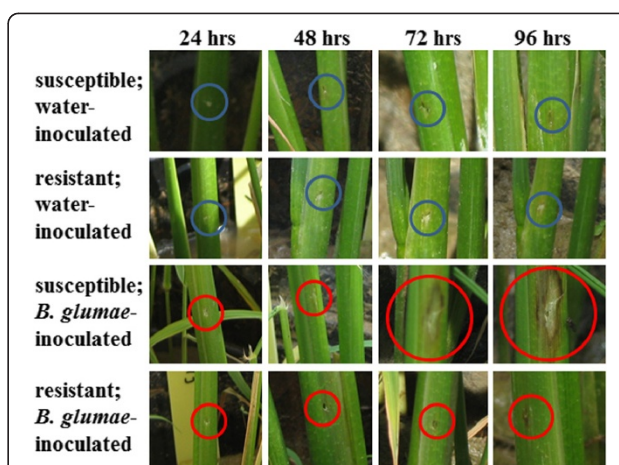 24 hrs 48 hrs 72 hrs 96 hrs
susceptible;
water-
inoculated
resistant;
water-
inoculated
susceptible;
B. glumae-
inoculated
resistant;
B. glumae-
inoculated